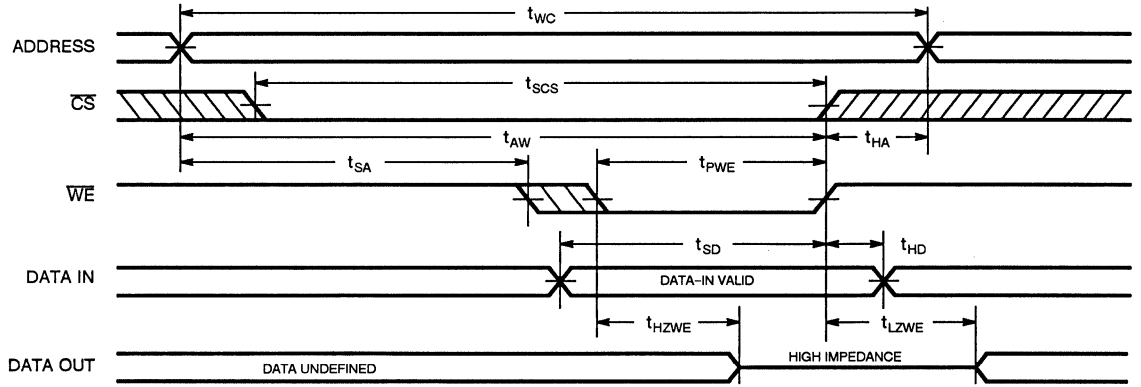 tWC
ADDRESS
tSCS
CS
tAW
tHA
tSA
tPWE
WE
tSD
tHD
DATA IN
DATA–IN VALID
tHZWE
tLZWE
DATA OUT
DATA UNDEFINED
HIGH IMPEDANCE